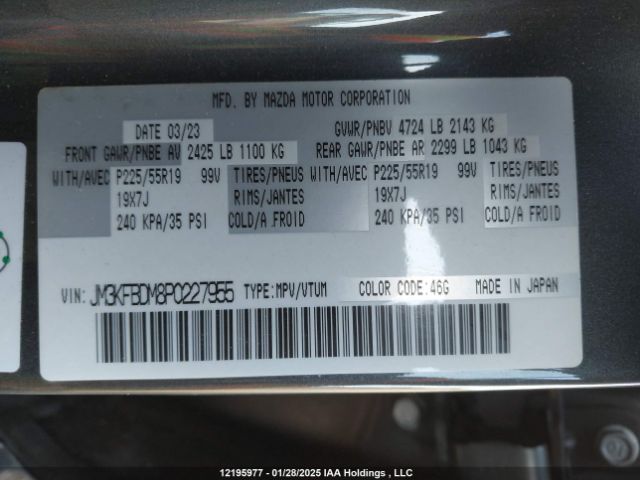 MFD. BY MAZDA MOTOR CORPORATION
DATE 03/23 GVWR/PNBV 4724 LB 2143 KG
FRONT GAWR/PNBE AV 2425 LB 1100 KG REAR GAWR/PNBE AR 2299 LB 1043 KG
WITH/AVEC P225/55R19 99V TIRES/PNEUS WITH/AVEC P225/55R19 99V TIRES/PNEUS
19X7J RIMS/JANTES 19X7J RIMS/JANTES
240 KPA/35 PSI COLD/A FROID 240 KPA/35 PSI COLD/A FROID
VIN: JM3KFBDM8P0227955 TYPE:MPV/VTUM COLOR CODE:46G MADE IN JAPAN
12195977 - 01/28/2025 IAA Holdings , LLC